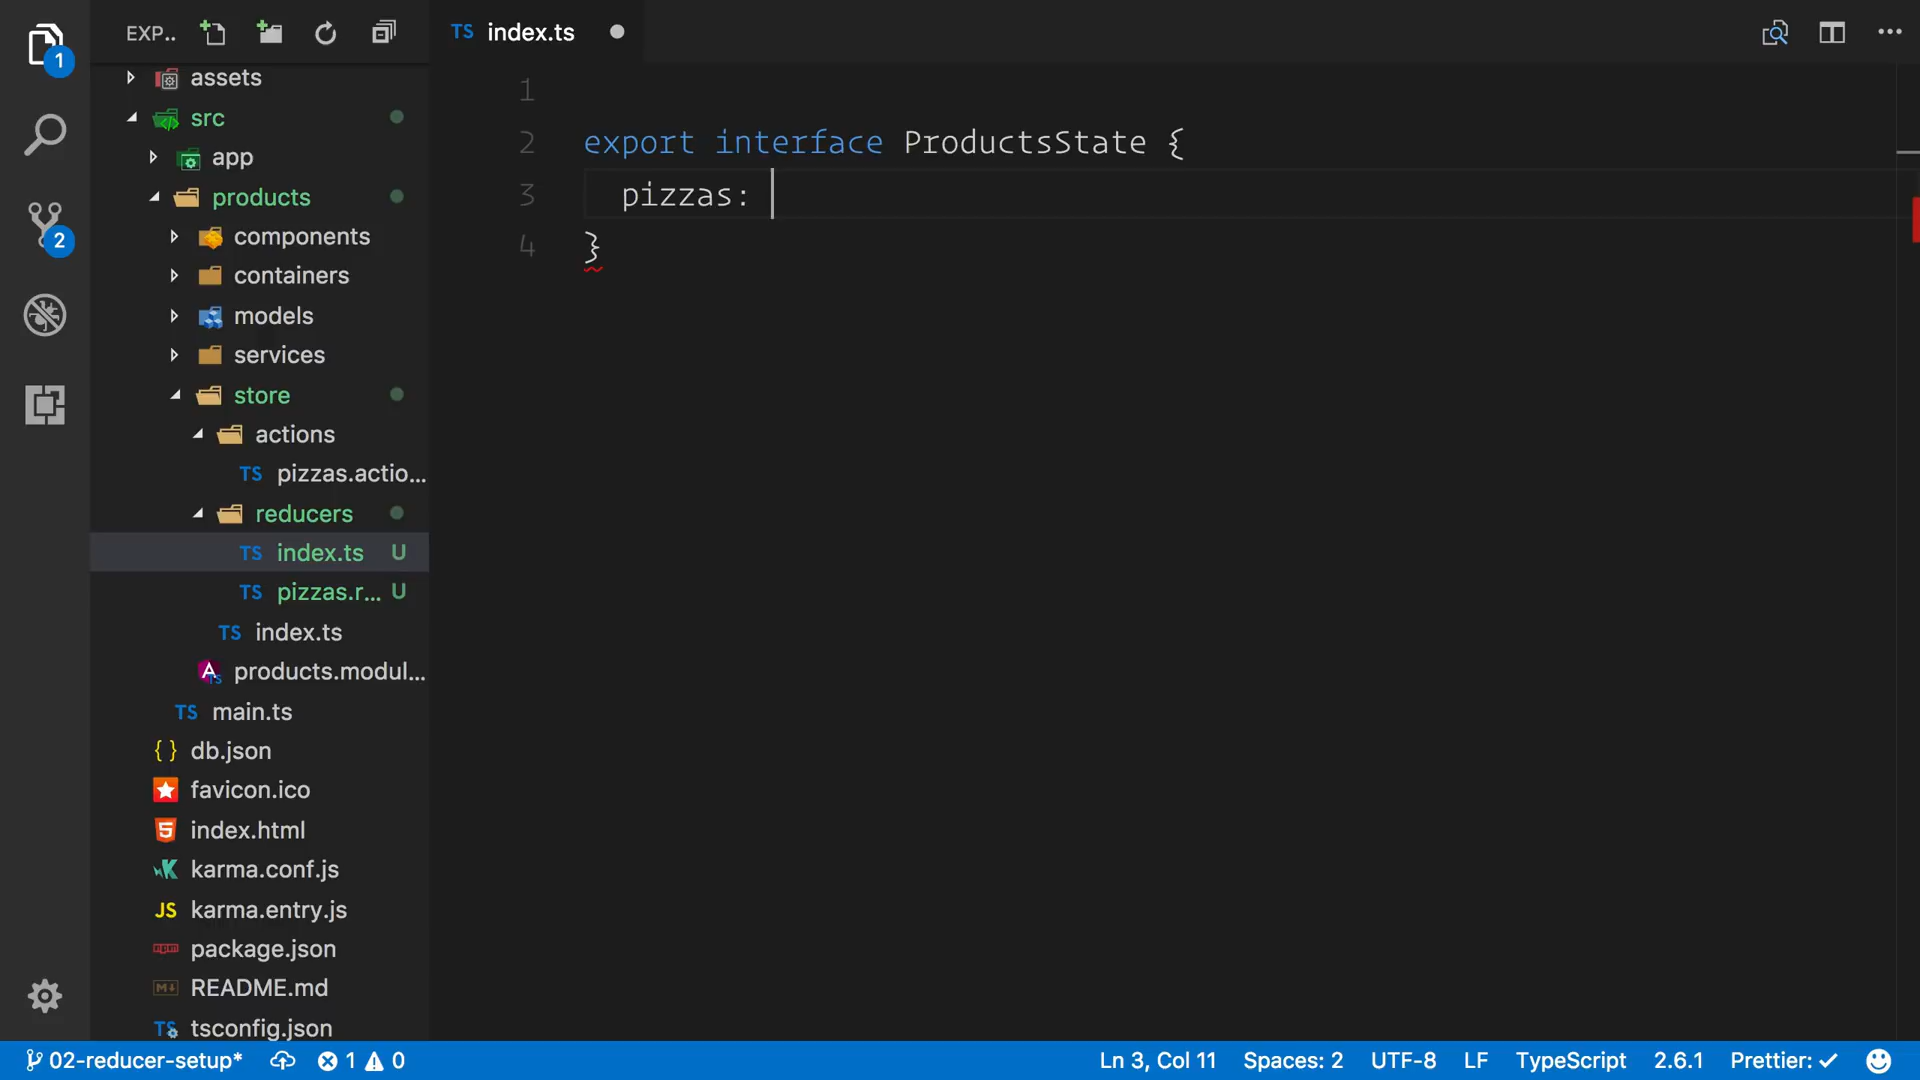 EXP..
TS index.ts
1
assets
src
app
products
components
containers
models
services
store
actions
TS pizzas.actio...
reducers
TS index.ts U
TS pizzas.r... U
TS index.ts
products.modul...
TS main.ts
{ } db.json
favicon.ico
index.html
karma.conf.js
JS karma.entry.js
package.json
README.md
TS tsconfig.json
2
1
2 export interface ProductsState {
3 pizzas:
4 }
02-reducer-setup* 1 0 Ln 3, Col 11 Spaces: 2 UTF-8 LF TypeScript 2.6.1 Prettier: ✓